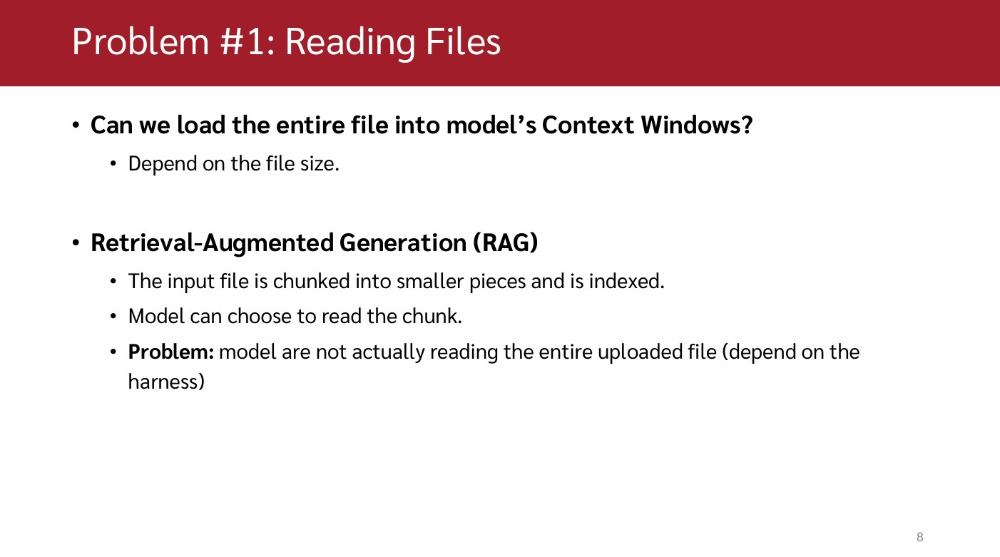 Problem #1: Reading Files
• Can we load the entire file into model’s Context Windows?
• Depend on the file size.
• Retrieval-Augmented Generation (RAG)
• The input file is chunked into smaller pieces and is indexed.
• Model can choose to read the chunk.
• Problem: model are not actually reading the entire uploaded file (depend on the
harness)
8